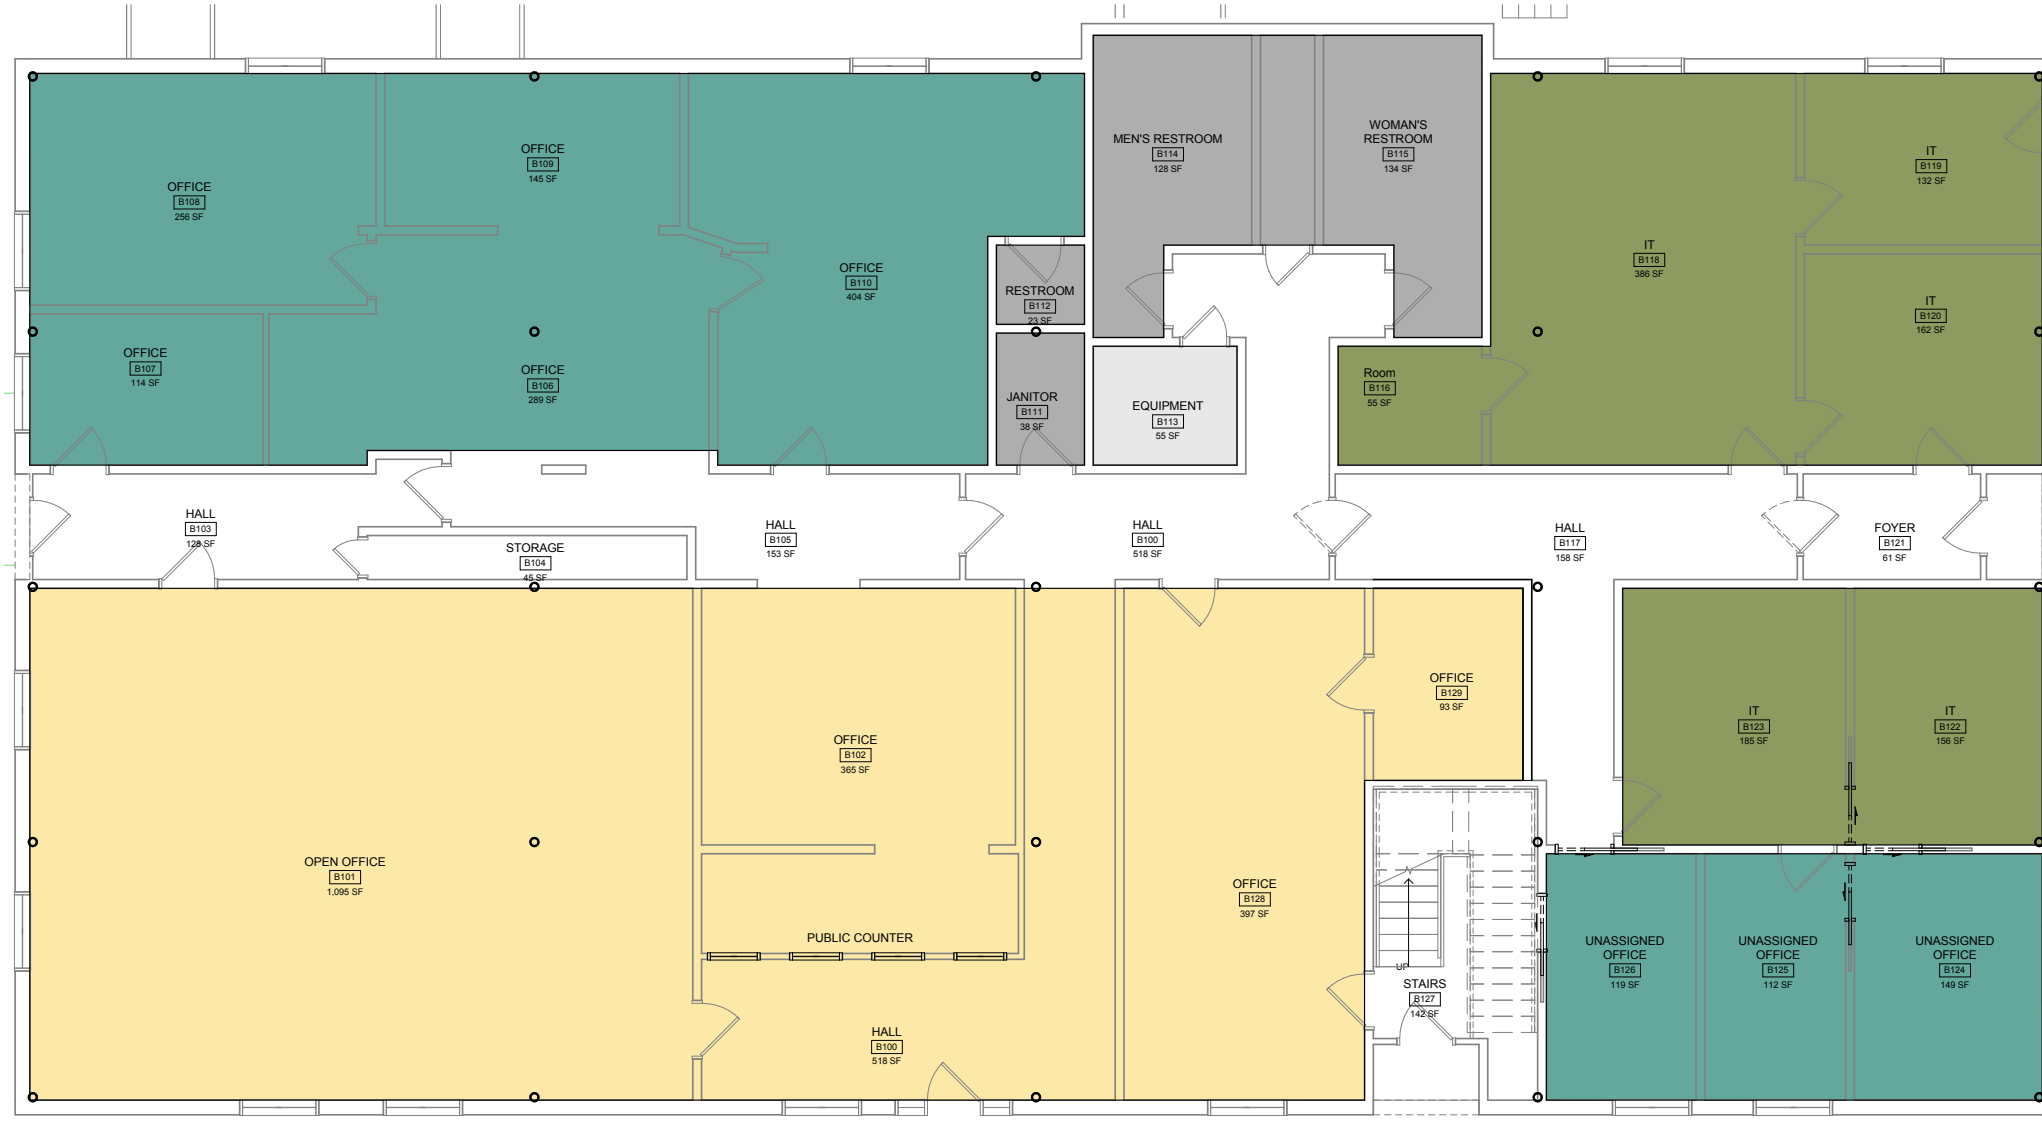 OFFICE
B108
256 SF
OFFICE
B109
145 SF
OFFICE
B110
404 SF
OFFICE
B107
114 SF
OFFICE
B106
289 SF
RESTROOM
B112
23 SF
JANITOR
B111
38 SF
MEN'S RESTROOM
B114
128 SF
WOMAN'S
RESTROOM
B115
134 SF
EQUIPMENT
B113
55 SF
Room
B116
55 SF
IT
B118
386 SF
IT
B119
132 SF
IT
B120
162 SF
HALL
B103
128 SF
STORAGE
B104
45 SF
HALL
B105
153 SF
HALL
B100
518 SF
HALL
B117
158 SF
FOYER
B121
61 SF
OPEN OFFICE
B101
1,095 SF
OFFICE
B102
365 SF
PUBLIC COUNTER
HALL
B100
518 SF
OFFICE
B128
397 SF
OFFICE
B129
93 SF
UP
STAIRS
B127
142 SF
IT
B123
185 SF
IT
B122
156 SF
UNASSIGNED
OFFICE
B126
119 SF
UNASSIGNED
OFFICE
B125
112 SF
UNASSIGNED
OFFICE
B124
149 SF